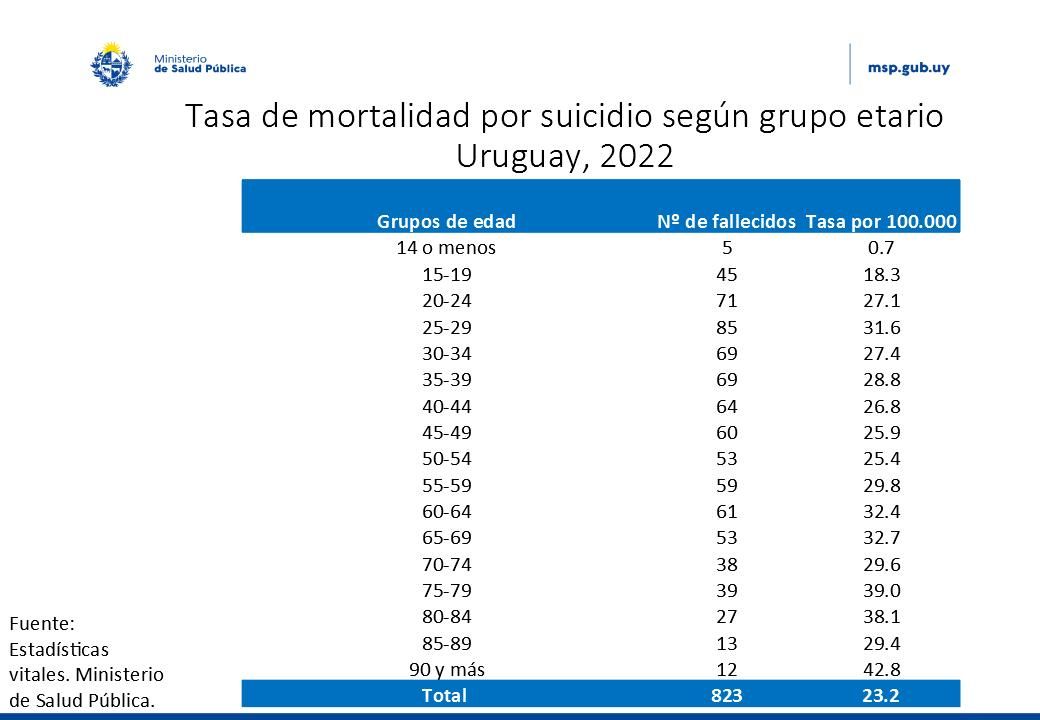 Ministerio
de Salud Pública
msp.gub.uy
Tasa de mortalidad por suicidio según grupo etario
Uruguay, 2022
Grupos de edad Nº de fallecidos Tasa por 100.000
14 o menos 5 0.7
15-19 45 18.3
20-24 71 27.1
25-29 85 31.6
30-34 69 27.4
35-39 69 28.8
40-44 64 26.8
45-49 60 25.9
50-54 53 25.4
55-59 59 29.8
60-64 61 32.4
65-69 53 32.7
70-74 38 29.6
75-79 39 39.0
80-84 27 38.1
85-89 13 29.4
90 y más 12 42.8
Total 823 23.2
Fuente:
Estadísticas
vitales. Ministerio
de Salud Pública.